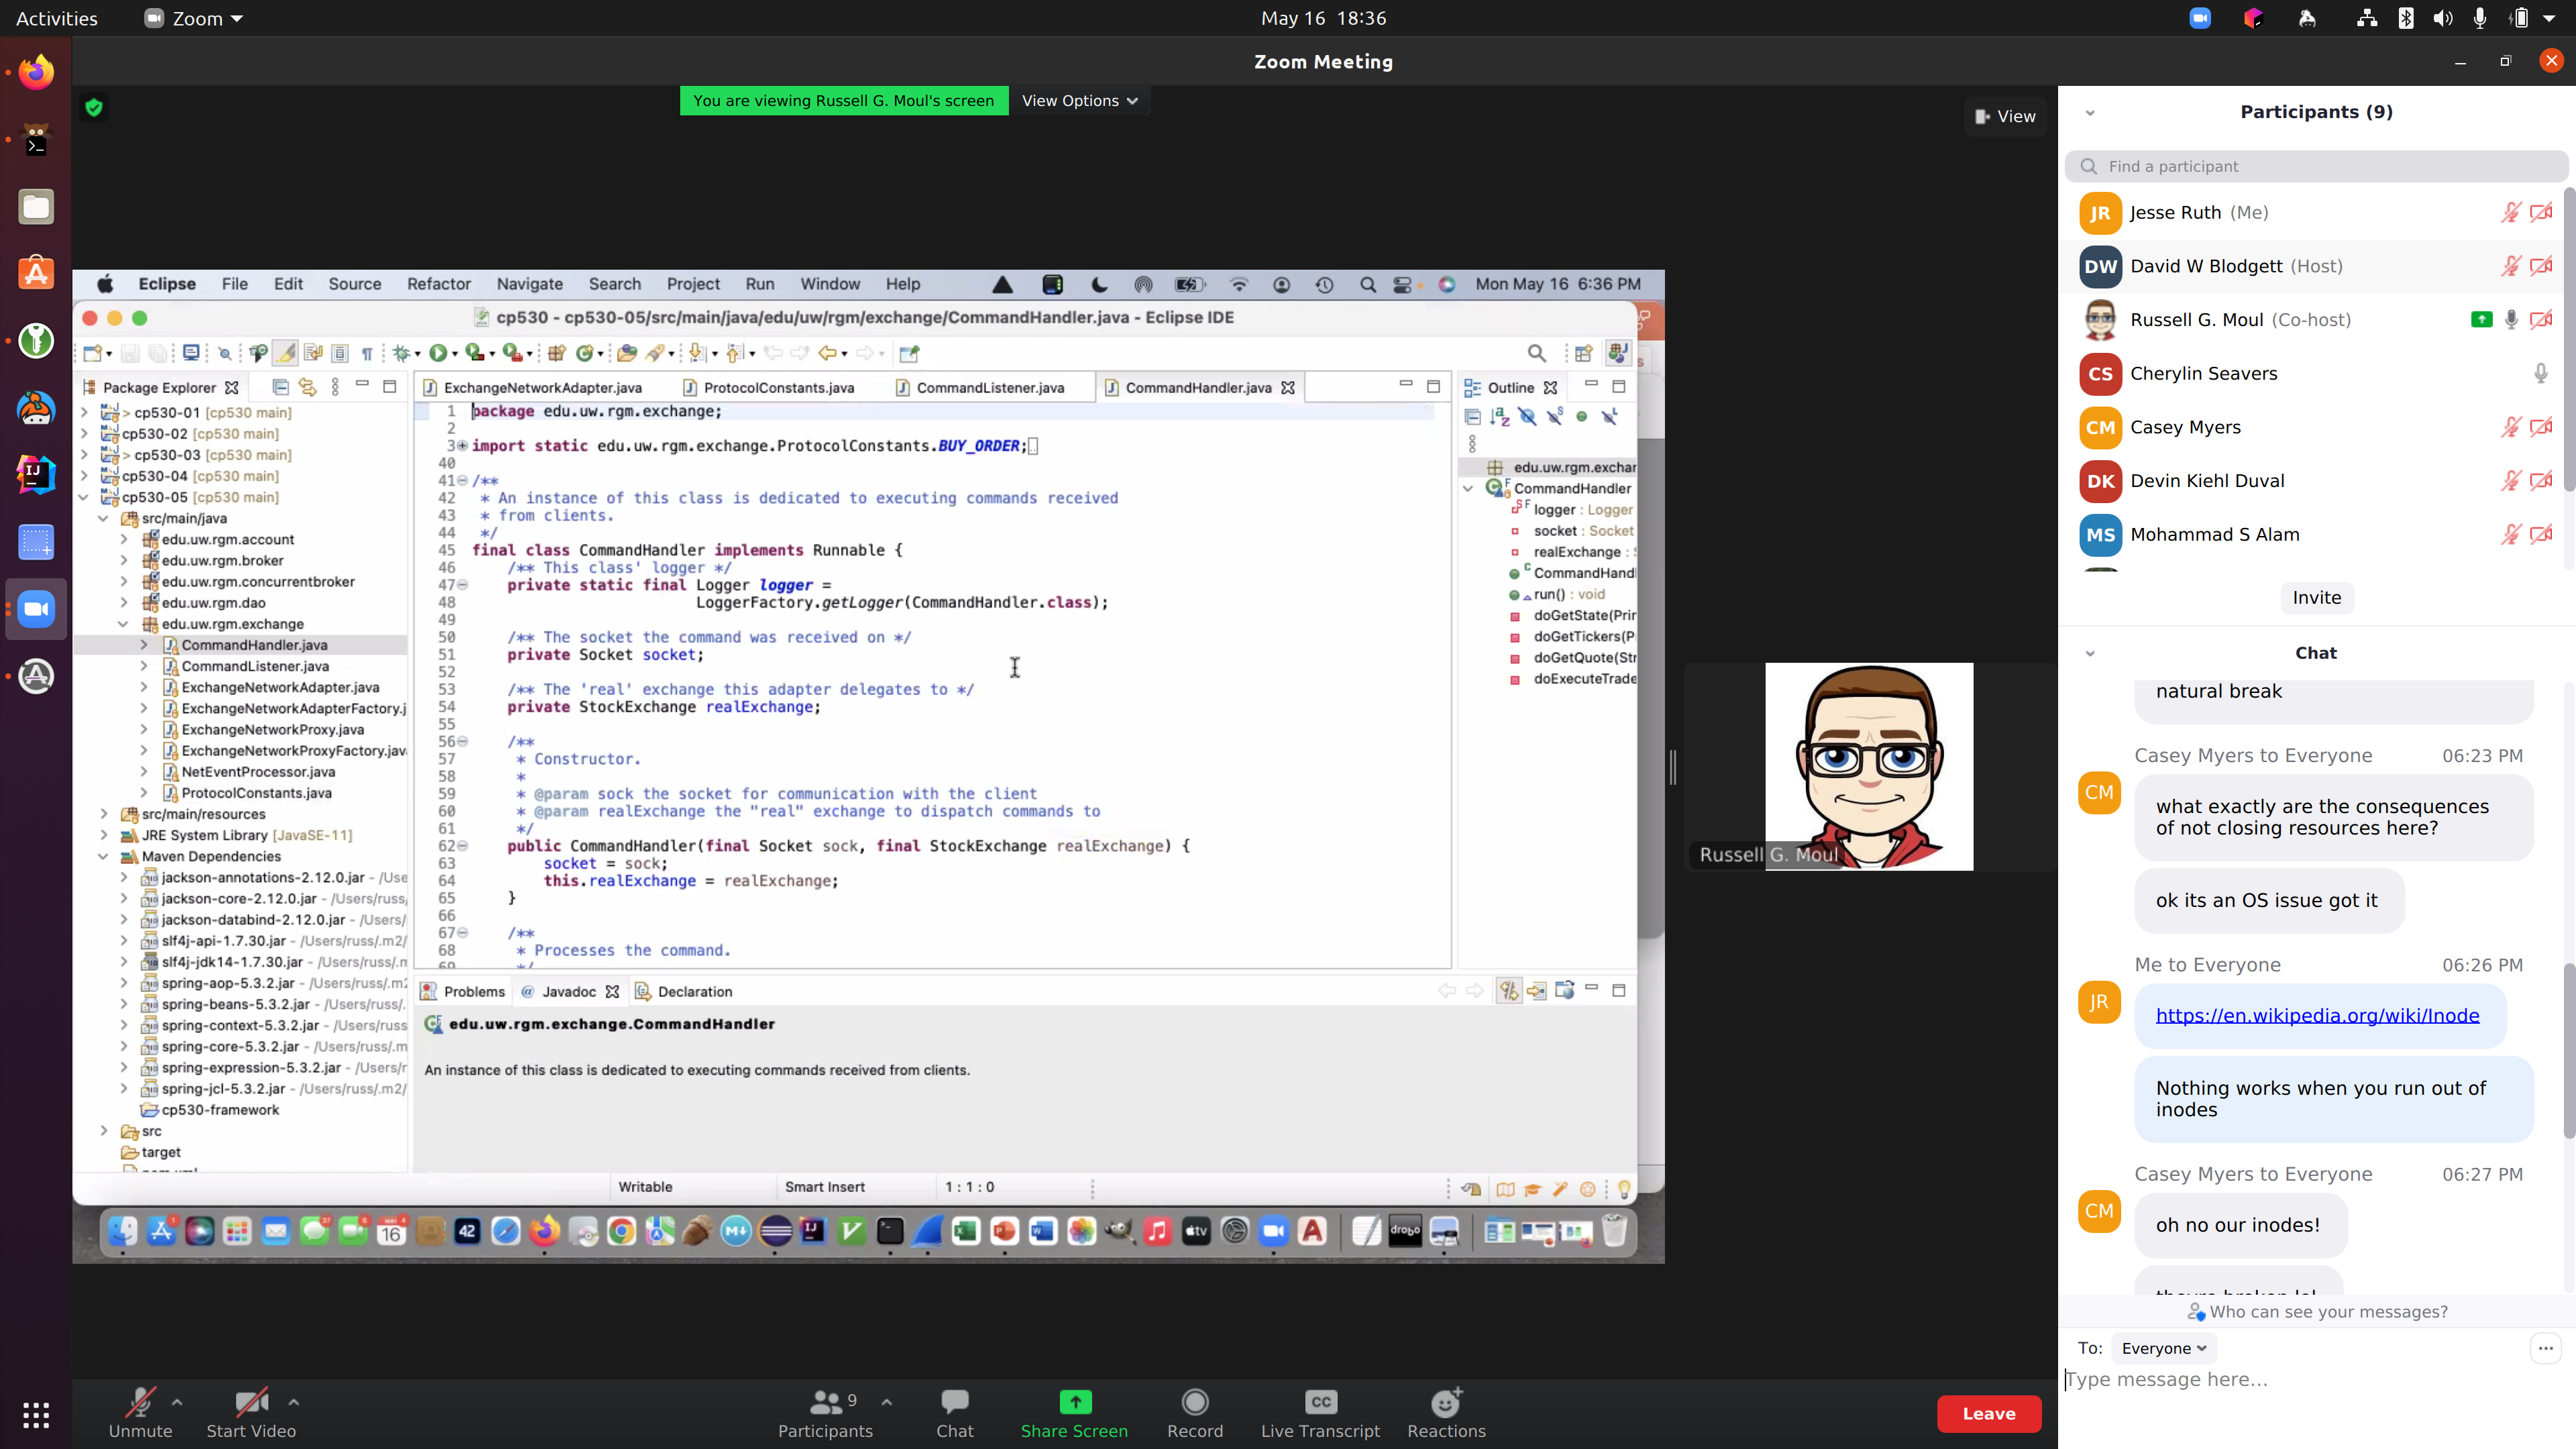 Activities
Zoom
May 16 18:36
Zoom Meeting
You are viewing Russell G. Moul's screen
View Options
View
Eclipse File Edit Source Refactor Navigate Search Project Run Window Help
Mon May 16 6:36 PM
cp530 - cp530-05/src/main/java/edu/uw/rgm/exchange/CommandHandler.java - Eclipse IDE
Package Explorer
> cp530-01 [cp530 main]
cp530-02 [cp530 main]
> cp530-03 [cp530 main]
cp530-04 [cp530 main]
cp530-05 [cp530 main]
src/main/java
edu.uw.rgm.account
edu.uw.rgm.broker
edu.uw.rgm.concurrentbroker
edu.uw.rgm.dao
edu.uw.rgm.exchange
CommandHandler.java
CommandListener.java
ExchangeNetworkAdapter.java
ExchangeNetworkAdapterFactory.j
ExchangeNetworkProxy.java
ExchangeNetworkProxyFactory.jav
NetEventProcessor.java
ProtocolConstants.java
src/main/resources
JRE System Library [JavaSE-11]
Maven Dependencies
jackson-annotations-2.12.0.jar - /Use
jackson-core-2.12.0.jar - /Users/russ/
jackson-databind-2.12.0.jar - /Users/
slf4j-api-1.7.30.jar - /Users/russ/.m2/
slf4j-jdk14-1.7.30.jar - /Users/russ/.m
spring-aop-5.3.2.jar - /Users/russ/.m2
spring-beans-5.3.2.jar - /Users/russ/.
spring-context-5.3.2.jar - /Users/russ
spring-core-5.3.2.jar - /Users/russ/.m
spring-expression-5.3.2.jar - /Users/r
spring-jcl-5.3.2.jar - /Users/russ/.m2/
cp530-framework
src
target
ExchangeNetworkAdapter.java ProtocolConstants.java CommandListener.java CommandHandler.java
1 package edu.uw.rgm.exchange;
2
3 import static edu.uw.rgm.exchange.ProtocolConstants.BUY_ORDER;
40
41 /**
42 * An instance of this class is dedicated to executing commands received
43 * from clients.
44 */
45 final class CommandHandler implements Runnable {
46 /** This class' logger */
47 private static final Logger logger =
48 LoggerFactory.getLogger(CommandHandler.class);
49
50 /** The socket the command was received on */
51 private Socket socket;
52
53 /** The 'real' exchange this adapter delegates to */
54 private StockExchange realExchange;
55
56 /**
57 * Constructor.
58 *
59 * @param sock the socket for communication with the client
60 * @param realExchange the "real" exchange to dispatch commands to
61 */
62 public CommandHandler(final Socket sock, final StockExchange realExchange) {
63 socket = sock;
64 this.realExchange = realExchange;
65 }
66
67 /**
68 * Processes the command.
69 */
Outline
edu.uw.rgm.exchar
CommandHandler
logger : Logger
socket : Socket
realExchange : S
CommandHandl
run() : void
doGetState(Prin
doGetTickers(P
doGetQuote(Str
doExecuteTrade
Problems Javadoc Declaration
edu.uw.rgm.exchange.CommandHandler
An instance of this class is dedicated to executing commands received from clients.
Writable
Smart Insert
1 : 1 : 0
Russell G. Moul
Participants (9)
Find a participant
JR Jesse Ruth (Me)
DW David W Blodgett (Host)
Russell G. Moul (Co-host)
CS Cherylin Seavers
CM Casey Myers
DK Devin Kiehl Duval
MS Mohammad S Alam
Invite
Chat
natural break
Casey Myers to Everyone 06:23 PM
CM
what exactly are the consequences
of not closing resources here?
ok its an OS issue got it
Me to Everyone 06:26 PM
JR
https://en.wikipedia.org/wiki/Inode
Nothing works when you run out of
inodes
Casey Myers to Everyone 06:27 PM
CM
oh no our inodes!
Who can see your messages?
To: Everyone
Type message here...
Unmute
Start Video
Participants 9
Chat
Share Screen
Record
CC
Live Transcript
Reactions
Leave